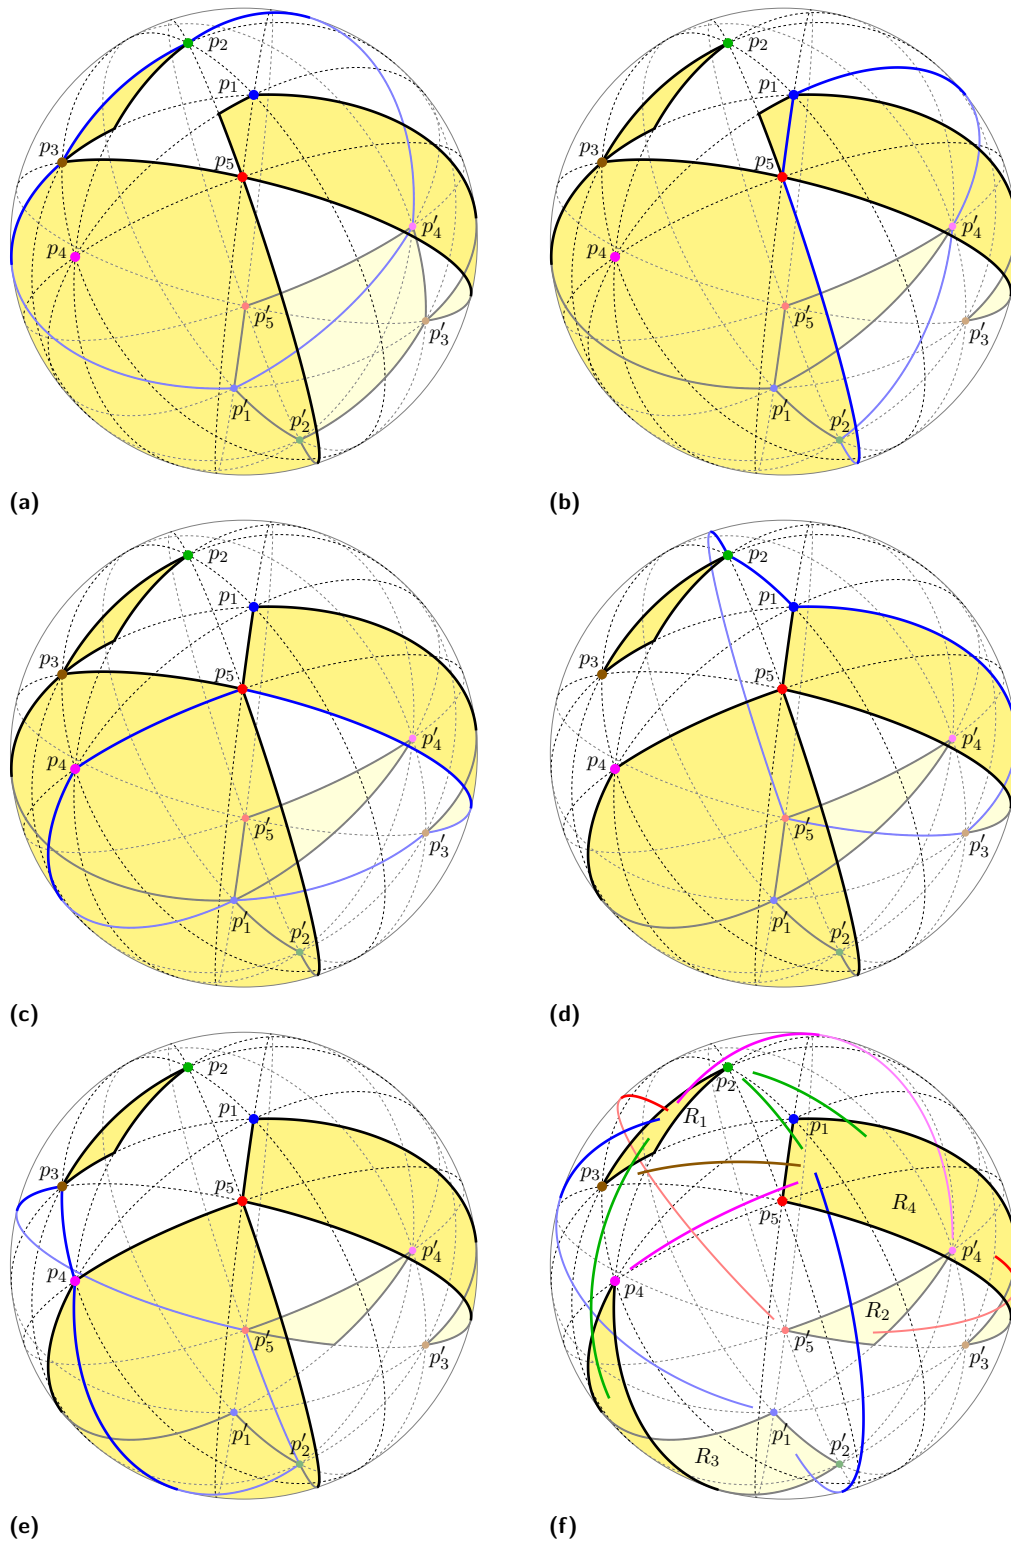 p₂
p₁
p₃
p₅
p₄
p′₄
p′₅
p′₃
p′₁
p′₂
(a)
p₂
p₁
p₃
p₅
p₄
p′₄
p′₅
p′₃
p′₁
p′₂
(b)
p₂
p₁
p₃
p₅
p₄
p′₄
p′₅
p′₃
p′₁
p′₂
(c)
p₂
p₁
p₃
p₅
p₄
p′₄
p′₅
p′₃
p′₁
p′₂
(d)
p₂
p₁
p₃
p₅
p₄
p′₄
p′₅
p′₃
p′₁
p′₂
(e)
p₂
R₁
p₁
p₃
R₄
p₅
p′₄
p₄
R₂
p′₅
p′₃
p′₁
p′₂
R₃
(f)